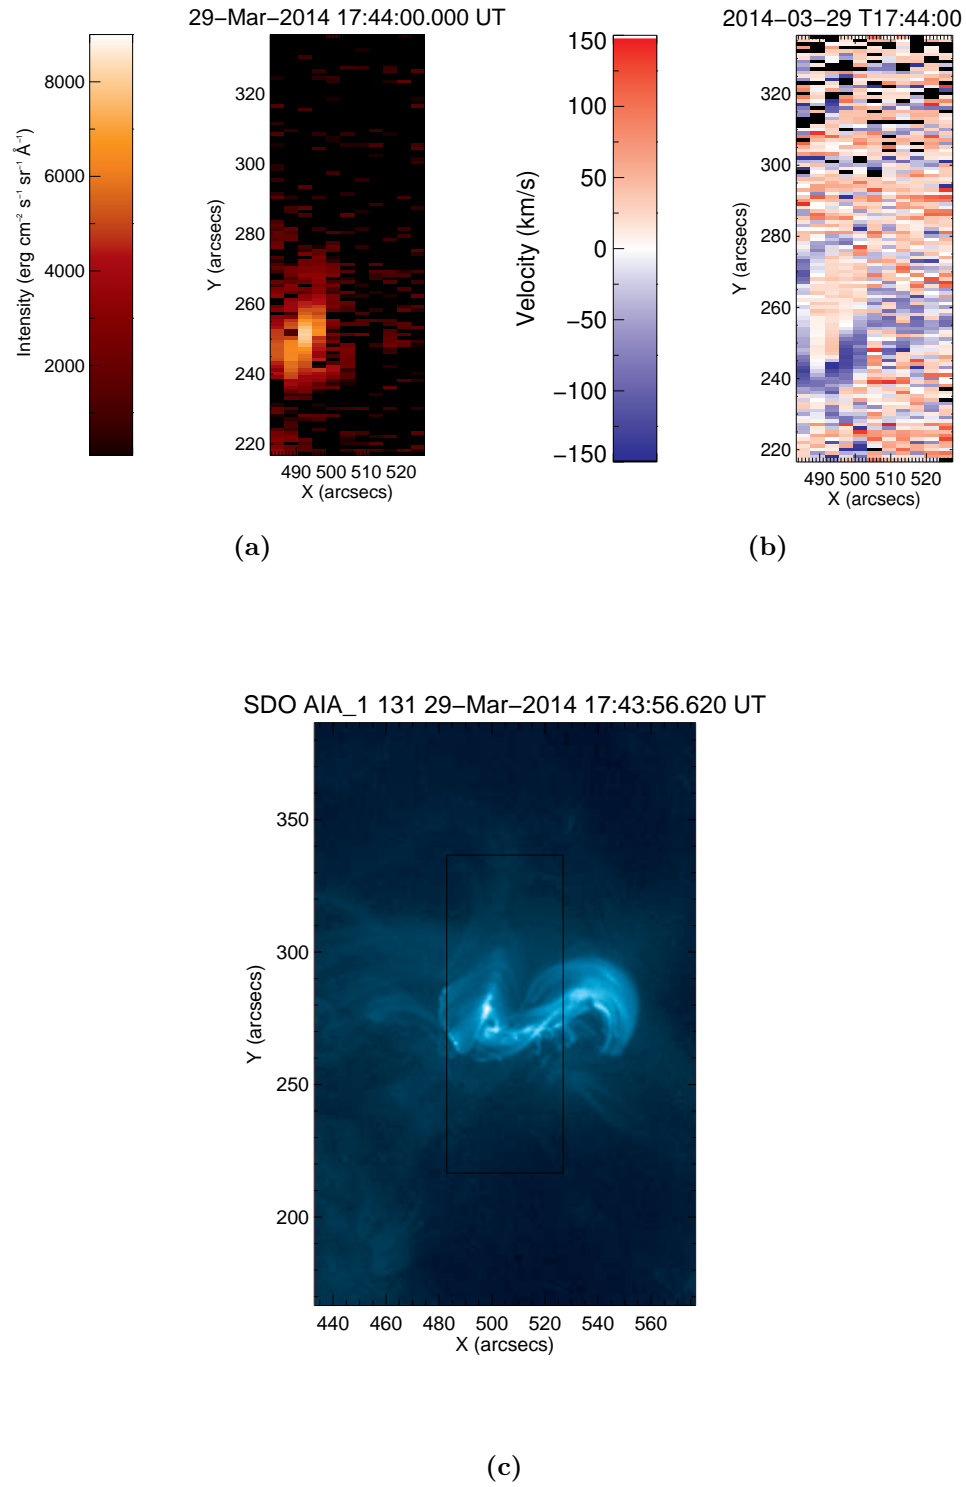 29−Mar−2014 17:44:00.000 UT
8000
6000
4000
2000
Intensity (erg cm⁻² s⁻¹ sr⁻¹ Å⁻¹)
320
300
280
260
240
220
Y (arcsecs)
490 500 510 520
X (arcsecs)
(a)
2014−03−29 T17:44:00
150
100
50
0
−50
−100
−150
Velocity (km/s)
320
300
280
260
240
220
Y (arcsecs)
490 500 510 520
X (arcsecs)
(b)
SDO AIA_1 131 29−Mar−2014 17:43:56.620 UT
350
300
250
200
Y (arcsecs)
440 460 480 500 520 540 560
X (arcsecs)
(c)